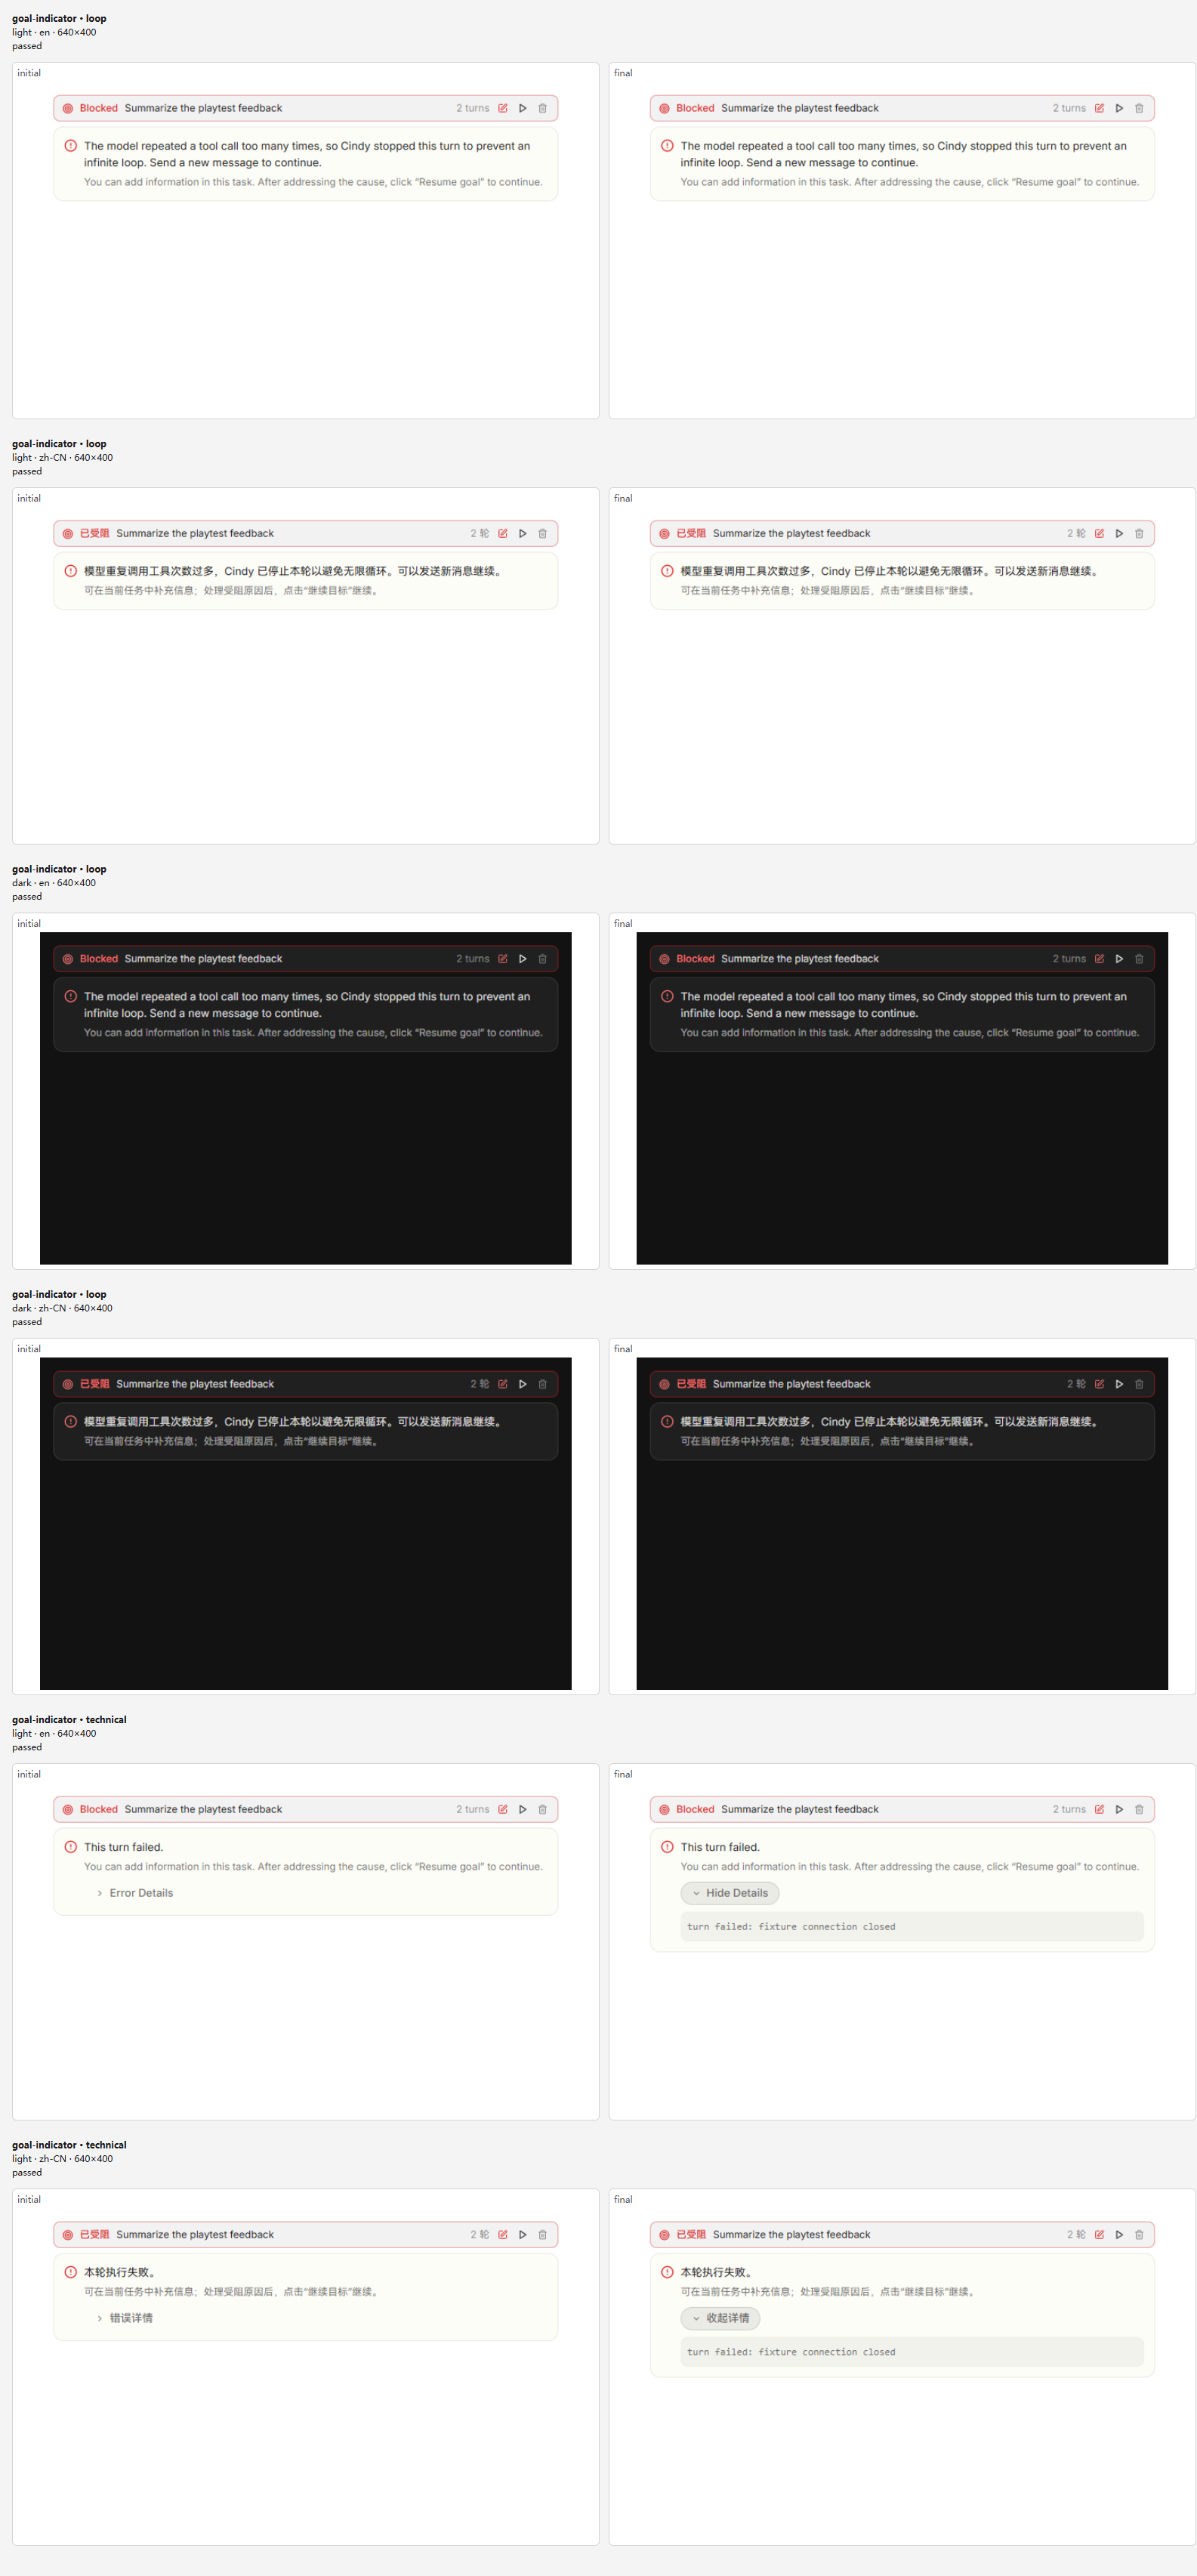 goal-indicator • loop
light · en · 640×400
passed
initial
Blocked Summarize the playtest feedback 2 turns
The model repeated a tool call too many times, so Cindy stopped this turn to prevent an
infinite loop. Send a new message to continue.
You can add information in this task. After addressing the cause, click “Resume goal” to continue.
final
Blocked Summarize the playtest feedback 2 turns
The model repeated a tool call too many times, so Cindy stopped this turn to prevent an
infinite loop. Send a new message to continue.
You can add information in this task. After addressing the cause, click “Resume goal” to continue.
goal-indicator • loop
light · zh-CN · 640×400
passed
initial
已受阻 Summarize the playtest feedback 2 轮
模型重复调用工具次数过多，Cindy 已停止本轮以避免无限循环。可以发送新消息继续。
可在当前任务中补充信息；处理受阻原因后，点击“继续目标”继续。
final
已受阻 Summarize the playtest feedback 2 轮
模型重复调用工具次数过多，Cindy 已停止本轮以避免无限循环。可以发送新消息继续。
可在当前任务中补充信息；处理受阻原因后，点击“继续目标”继续。
goal-indicator • loop
dark · en · 640×400
passed
initial
Blocked Summarize the playtest feedback 2 turns
The model repeated a tool call too many times, so Cindy stopped this turn to prevent an
infinite loop. Send a new message to continue.
You can add information in this task. After addressing the cause, click “Resume goal” to continue.
final
Blocked Summarize the playtest feedback 2 turns
The model repeated a tool call too many times, so Cindy stopped this turn to prevent an
infinite loop. Send a new message to continue.
You can add information in this task. After addressing the cause, click “Resume goal” to continue.
goal-indicator • loop
dark · zh-CN · 640×400
passed
initial
已受阻 Summarize the playtest feedback 2 轮
模型重复调用工具次数过多，Cindy 已停止本轮以避免无限循环。可以发送新消息继续。
可在当前任务中补充信息；处理受阻原因后，点击“继续目标”继续。
final
已受阻 Summarize the playtest feedback 2 轮
模型重复调用工具次数过多，Cindy 已停止本轮以避免无限循环。可以发送新消息继续。
可在当前任务中补充信息；处理受阻原因后，点击“继续目标”继续。
goal-indicator • technical
light · en · 640×400
passed
initial
Blocked Summarize the playtest feedback 2 turns
This turn failed.
You can add information in this task. After addressing the cause, click “Resume goal” to continue.
Error Details
final
Blocked Summarize the playtest feedback 2 turns
This turn failed.
You can add information in this task. After addressing the cause, click “Resume goal” to continue.
Hide Details
turn failed: fixture connection closed
goal-indicator • technical
light · zh-CN · 640×400
passed
initial
已受阻 Summarize the playtest feedback 2 轮
本轮执行失败。
可在当前任务中补充信息；处理受阻原因后，点击“继续目标”继续。
错误详情
final
已受阻 Summarize the playtest feedback 2 轮
本轮执行失败。
可在当前任务中补充信息；处理受阻原因后，点击“继续目标”继续。
收起详情
turn failed: fixture connection closed